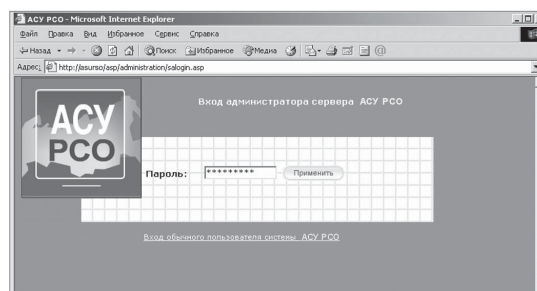 АСУ РСО - Microsoft Internet Explorer
Файл Правка Вид Избранное Сервис Справка
Назад Поиск Избранное Медиа
Адрес: http://asurso/asp/administration/salogin.asp
АСУ
РСО
Вход администратора сервера АСУ РСО
Пароль: ********* Применить
Вход обычного пользователя системы АСУ РСО